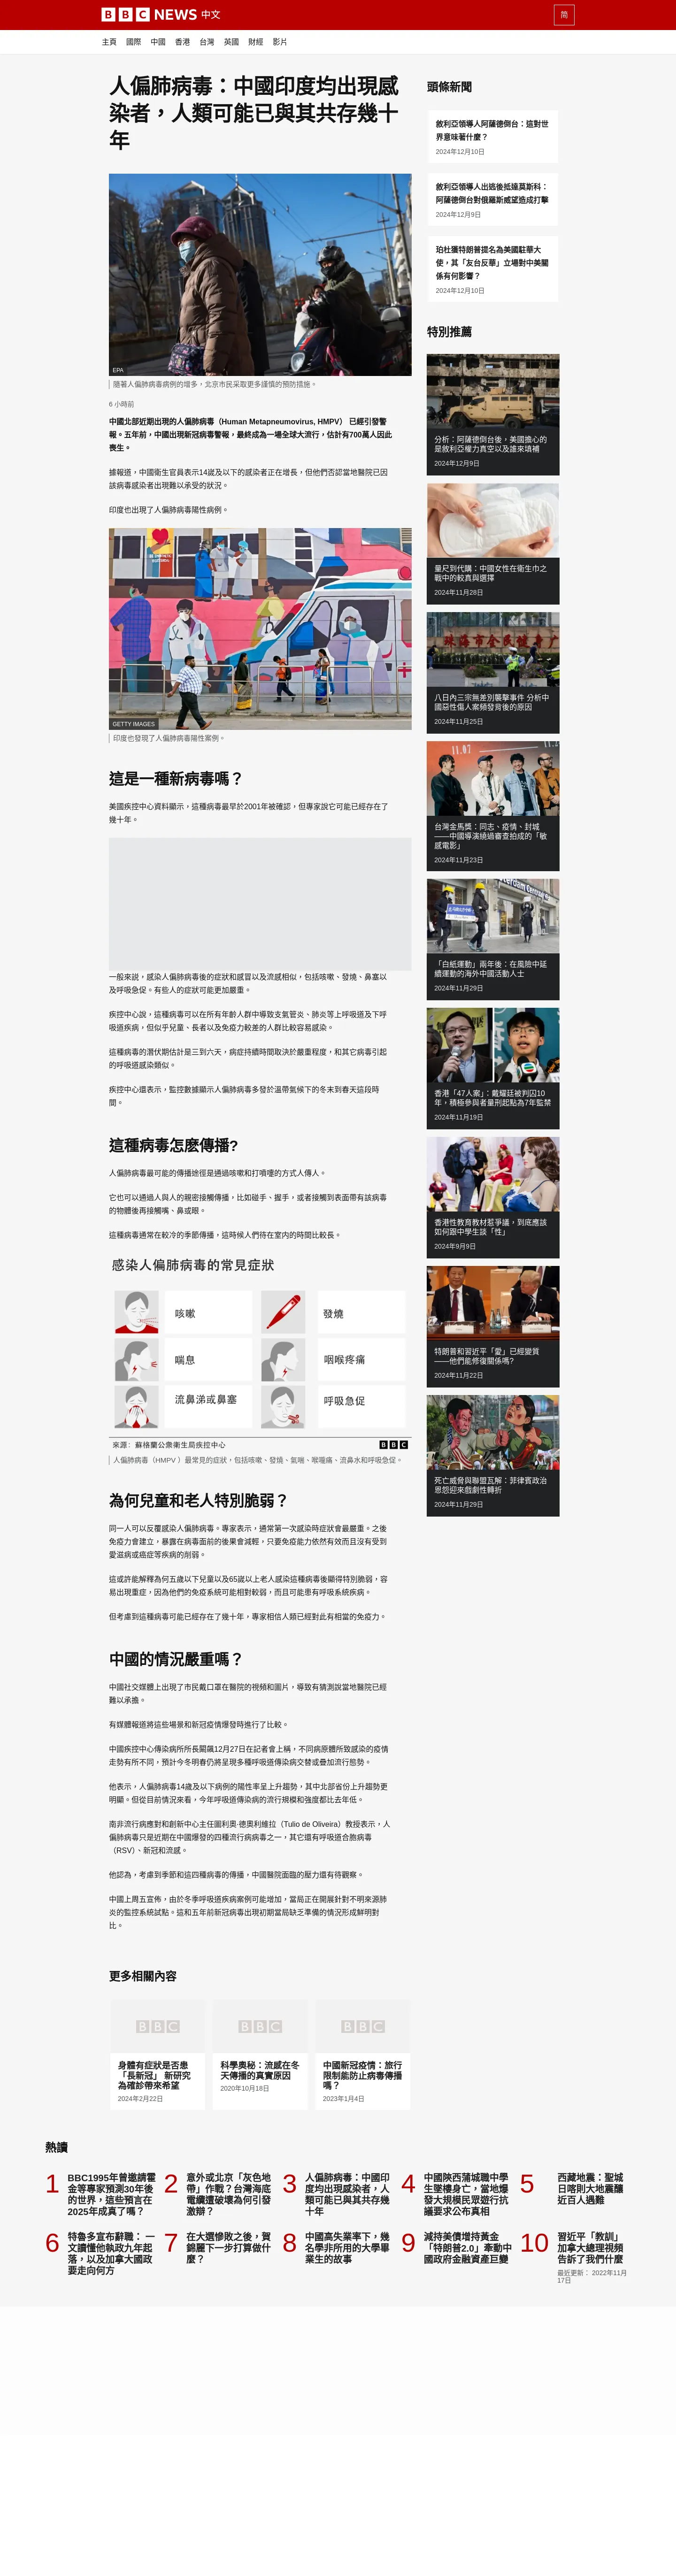 BBC NEWS 中文
简
主頁 國際 中國 香港 台灣 英國 財經 影片
人偏肺病毒：中國印度均出現感
染者，人類可能已與其共存幾十
年
EPA
隨著人偏肺病毒病例的增多，北京市民采取更多謹慎的預防措施。
6 小時前
中國北部近期出現的人偏肺病毒（Human Metapneumovirus, HMPV） 已經引發警
報。五年前，中國出現新冠病毒警報，最終成為一場全球大流行，估計有700萬人因此
喪生。
據報道，中國衛生官員表示14歲及以下的感染者正在增長，但他們否認當地醫院已因
該病毒感染者出現難以承受的狀況。
印度也出現了人偏肺病毒陽性病例。
GETTY IMAGES
印度也發現了人偏肺病毒陽性案例。
這是一種新病毒嗎？
美國疾控中心資料顯示，這種病毒最早於2001年被確認，但專家說它可能已經存在了
幾十年。
一般來說，感染人偏肺病毒後的症狀和感冒以及流感相似，包括咳嗽、發燒、鼻塞以
及呼吸急促。有些人的症狀可能更加嚴重。
疾控中心說，這種病毒可以在所有年齡人群中導致支氣管炎、肺炎等上呼吸道及下呼
吸道疾病，但似乎兒童、長者以及免疫力較差的人群比較容易感染。
這種病毒的潛伏期估計是三到六天，病症持續時間取決於嚴重程度，和其它病毒引起
的呼吸道感染類似。
疾控中心還表示，監控數據顯示人偏肺病毒多發於溫帶氣候下的冬末到春天這段時
間。
這種病毒怎麽傳播?
人偏肺病毒最可能的傳播途徑是通過咳嗽和打噴嚏的方式人傳人。
它也可以通過人與人的親密接觸傳播，比如碰手、握手，或者接觸到表面帶有該病毒
的物體後再接觸嘴、鼻或眼。
這種病毒通常在較冷的季節傳播，這時候人們待在室内的時間比較長。
感染人偏肺病毒的常見症狀
咳嗽 發燒
喘息 咽喉疼痛
流鼻涕或鼻塞 呼吸急促
來源：蘇格蘭公衆衛生局疾控中心 BBC
人偏肺病毒（HMPV ）最常見的症狀，包括咳嗽、發燒、氣喘、喉嚨痛、流鼻水和呼吸急促。
為何兒童和老人特別脆弱？
同一人可以反覆感染人偏肺病毒。專家表示，通常第一次感染時症狀會最嚴重。之後
免疫力會建立，暴露在病毒面前的後果會減輕，只要免疫能力依然有效而且沒有受到
愛滋病或癌症等疾病的削弱。
這或許能解釋為何五歲以下兒童以及65歲以上老人感染這種病毒後顯得特別脆弱，容
易出現重症，因為他們的免疫系統可能相對較弱，而且可能患有呼吸系統疾病。
但考慮到這種病毒可能已經存在了幾十年，專家相信人類已經對此有相當的免疫力。
中國的情況嚴重嗎？
中國社交媒體上出現了市民戴口罩在醫院的視頻和圖片，導致有猜測說當地醫院已經
難以承擔。
有媒體報道將這些場景和新冠疫情爆發時進行了比較。
中國疾控中心傳染病所所長闞飆12月27日在記者會上稱，不同病原體所致感染的疫情
走勢有所不同，預計今冬明春仍將呈現多種呼吸道傳染病交替或疊加流行態勢。
他表示，人偏肺病毒14歲及以下病例的陽性率呈上升趨勢，其中北部省份上升趨勢更
明顯。但從目前情況來看，今年呼吸道傳染病的流行規模和強度都比去年低。
南非流行病應對和創新中心主任圖利奧·德奧利維拉（Tulio de Oliveira）教授表示，人
偏肺病毒只是近期在中國爆發的四種流行病病毒之一，其它還有呼吸道合胞病毒
（RSV）、新冠和流感。
他認為，考慮到季節和這四種病毒的傳播，中國醫院面臨的壓力還有待觀察。
中國上周五宣佈，由於冬季呼吸道疾病案例可能增加，當局正在開展針對不明來源肺
炎的監控系統試點。這和五年前新冠病毒出現初期當局缺乏準備的情況形成鮮明對
比。
更多相關內容
BBC BBC BBC
身體有症狀是否患
「長新冠」 新研究
為確診帶來希望
2024年2月22日
科學奧秘：流感在冬
天傳播的真實原因
2020年10月18日
中國新冠疫情：旅行
限制能防止病毒傳播
嗎？
2023年1月4日
頭條新聞
敘利亞領導人阿薩德倒台：這對世
界意味著什麼？
2024年12月10日
敘利亞領導人出逃後抵達莫斯科：
阿薩德倒台對俄羅斯威望造成打擊
2024年12月9日
珀杜獲特朗普提名為美國駐華大
使，其「友台反華」立場對中美關
係有何影響？
2024年12月10日
特別推薦
分析：阿薩德倒台後，美國擔心的
是敘利亞權力真空以及誰來填補
2024年12月9日
量尺到代購：中國女性在衛生巾之
戰中的較真與選擇
2024年11月28日
八日內三宗無差別襲擊事件 分析中
國惡性傷人案頻發背後的原因
2024年11月25日
11.07
台灣金馬獎：同志、疫情、封城
——中國導演繞過審查拍成的「敏
感電影」
2024年11月23日
「白紙運動」兩年後：在風險中延
續運動的海外中國活動人士
2024年11月29日
香港「47人案」：戴耀廷被判囚10
年，積極參與者量刑起點為7年監禁
2024年11月19日
香港性教育教材惹爭議，到底應該
如何跟中學生談「性」
2024年9月9日
特朗普和習近平「愛」已經變質
——他們能修復關係嗎?
2024年11月22日
死亡威脅與聯盟瓦解：菲律賓政治
恩怨迎來戲劇性轉折
2024年11月29日
熱讀
1
BBC1995年曾邀請霍
金等專家預測30年後
的世界，這些預言在
2025年成真了嗎？
2
意外或北京「灰色地
帶」作戰？台灣海底
電纜遭破壞為何引發
激辯？
3
人偏肺病毒：中國印
度均出現感染者，人
類可能已與其共存幾
十年
4
中國陝西蒲城職中學
生墜樓身亡，當地爆
發大規模民眾遊行抗
議要求公布真相
5
西藏地震：聖城
日喀則大地震釀
近百人遇難
6
特魯多宣布辭職： 一
文讀懂他執政九年起
落，以及加拿大國政
要走向何方
7
在大選慘敗之後，賀
錦麗下一步打算做什
麼？
8
中國高失業率下，幾
名學非所用的大學畢
業生的故事
9
減持美債增持黃金
「特朗普2.0」牽動中
國政府金融資產巨變
10
習近平「教訓」
加拿大總理視頻
告訴了我們什麼
最近更新： 2022年11月
17日